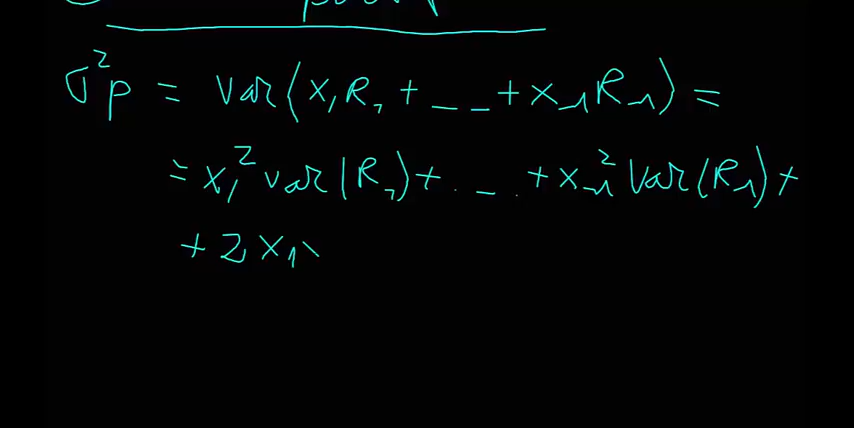 σ²p = Var(x₁R₁ + _ _ + xₙRₙ) =
= x₁² var(R₁) + . _ . + xₙ² Var(Rₙ) +
+ 2 x₁